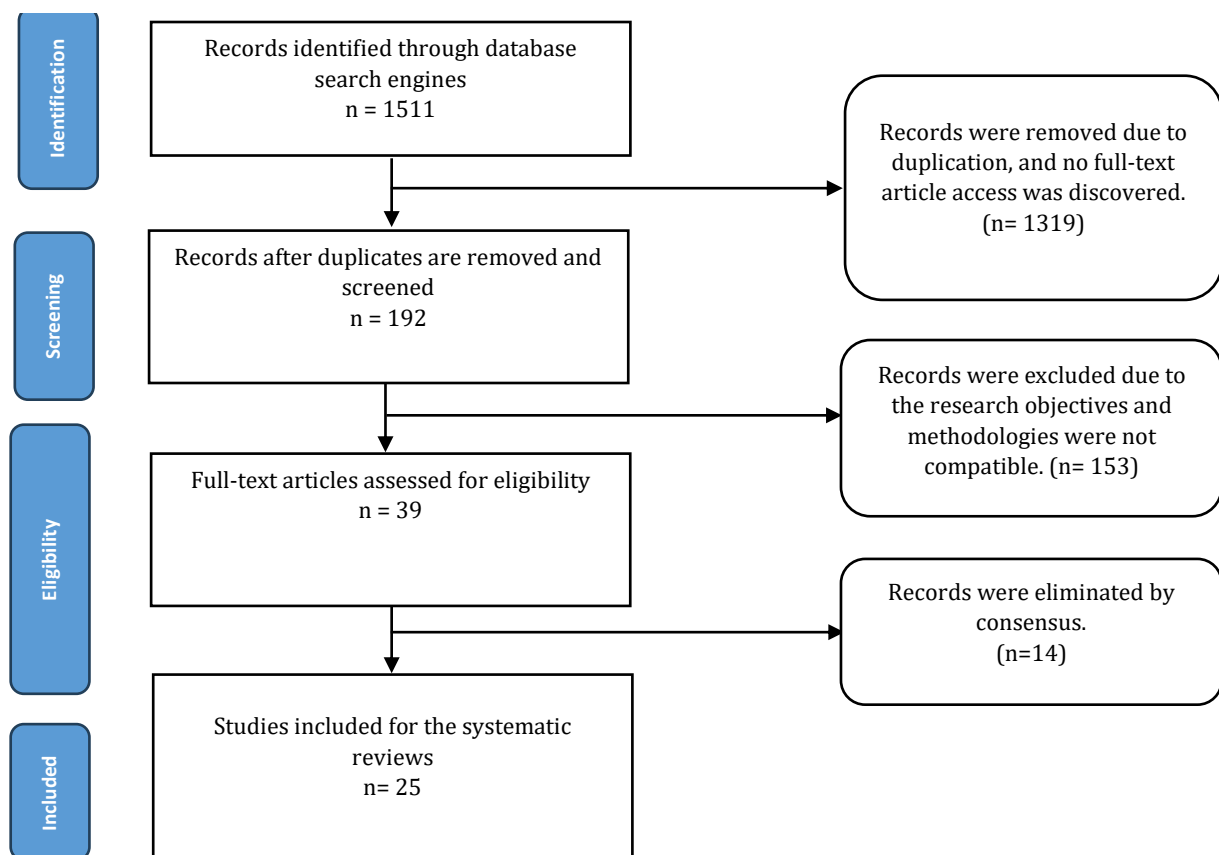 Identification
Records identified through database
search engines
n = 1511
Records were removed due to
duplication, and no full-text
article access was discovered.
(n= 1319)
Screening
Records after duplicates are removed and
screened
n = 192
Records were excluded due to
the research objectives and
methodologies were not
compatible. (n= 153)
Eligibility
Full-text articles assessed for eligibility
n = 39
Records were eliminated by
consensus.
(n=14)
Included
Studies included for the systematic
reviews
n= 25